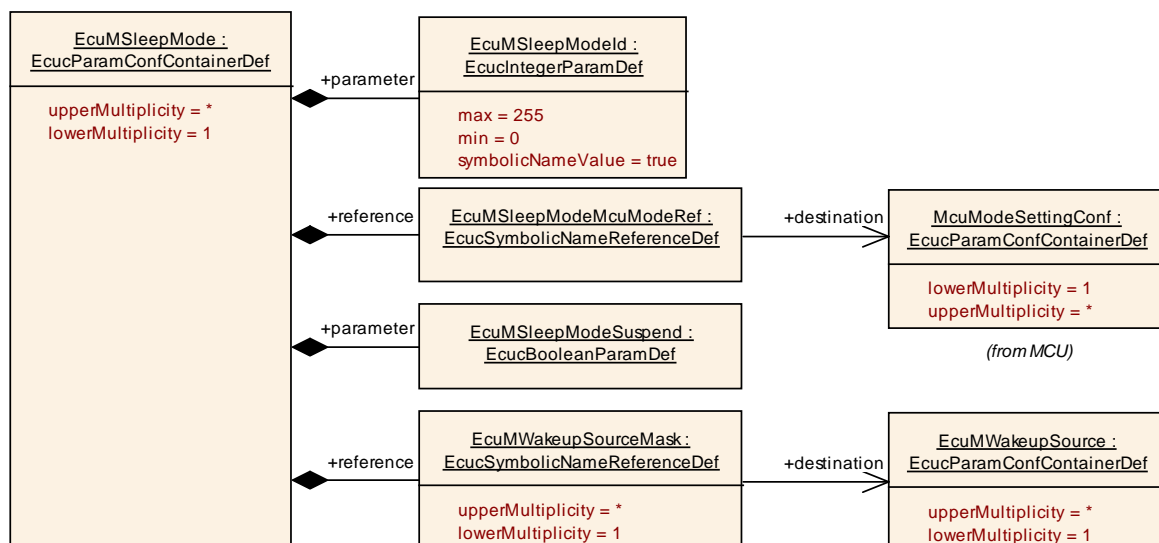 EcuMSleepMode :
EcucParamConfContainerDef
upperMultiplicity = *
lowerMultiplicity = 1
+parameter
EcuMSleepModeId :
EcucIntegerParamDef
max = 255
min = 0
symbolicNameValue = true
+reference
EcuMSleepModeMcuModeRef :
EcucSymbolicNameReferenceDef
+destination
McuModeSettingConf :
EcucParamConfContainerDef
lowerMultiplicity = 1
upperMultiplicity = *
(from MCU)
+parameter
EcuMSleepModeSuspend :
EcucBooleanParamDef
+reference
EcuMWakeupSourceMask :
EcucSymbolicNameReferenceDef
upperMultiplicity = *
lowerMultiplicity = 1
+destination
EcuMWakeupSource :
EcucParamConfContainerDef
upperMultiplicity = *
lowerMultiplicity = 1